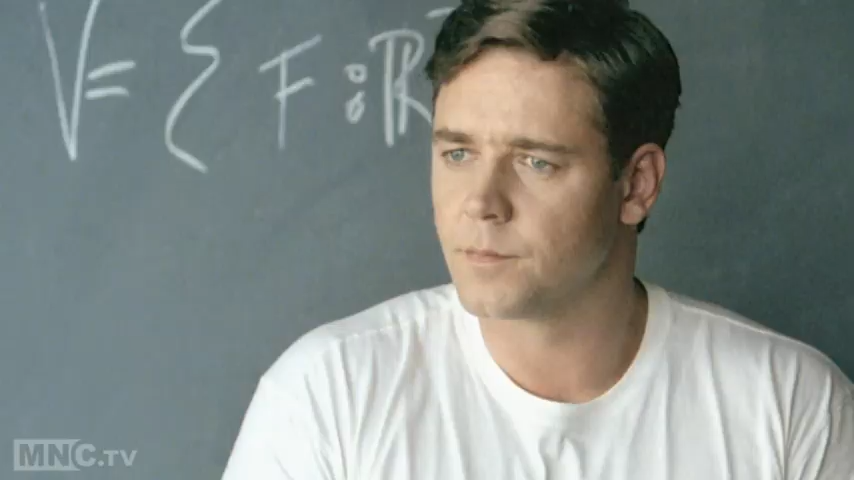 V = { F : ℝ
MNC.TV